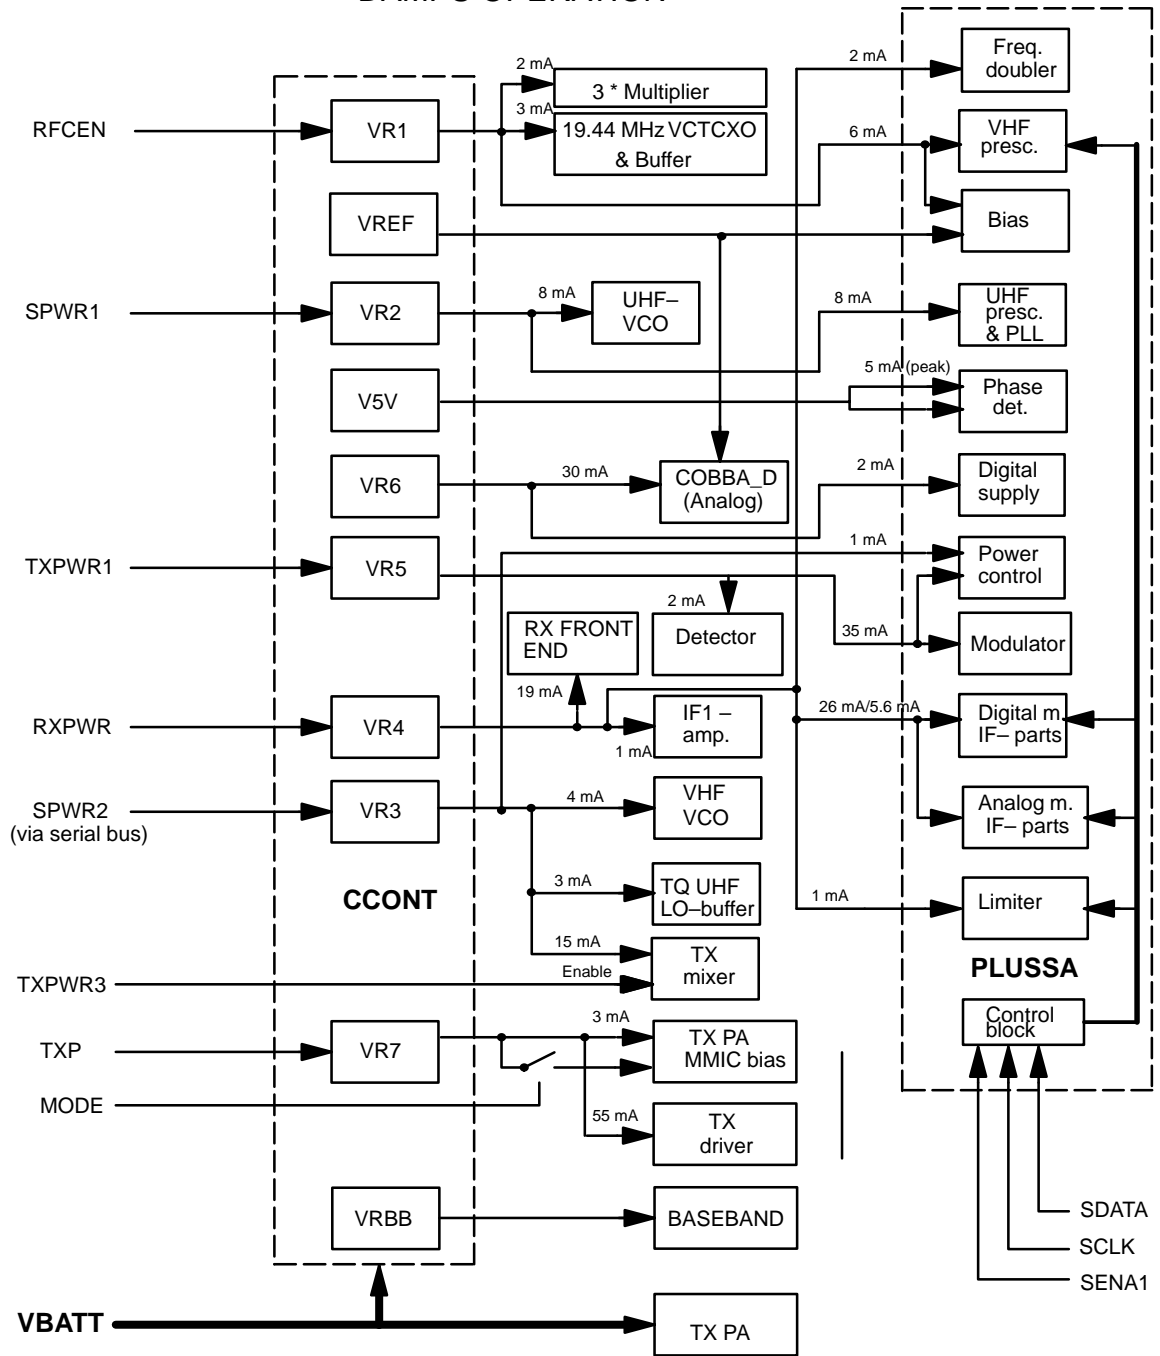 2 mA
Freq.
doubler
2 mA
3 * Multiplier
RFCEN
VR1
3 mA
19.44 MHz VCTCXO
& Buffer
6 mA
VHF
presc.
VREF
Bias
SPWR1
VR2
8 mA
UHF–
VCO
8 mA
UHF
presc.
& PLL
V5V
5 mA (peak)
Phase
det.
VR6
30 mA
COBBA_D
(Analog)
2 mA
Digital
supply
TXPWR1
VR5
1 mA
Power
control
2 mA
RX FRONT
END
Detector
35 mA
Modulator
19 mA
RXPWR
VR4
IF1 –
amp.
1 mA
26 mA/5.6 mA
Digital m.
IF– parts
SPWR2
(via serial bus)
VR3
4 mA
VHF
VCO
Analog m.
IF– parts
CCONT
3 mA
TQ UHF
LO–buffer
1 mA
Limiter
15 mA
TX
mixer
PLUSSA
TXPWR3
Enable
Control
block
TXP
VR7
3 mA
TX PA
MMIC bias
MODE
55 mA
TX
driver
VRBB
BASEBAND
SDATA
SCLK
SENA1
VBATT
TX PA